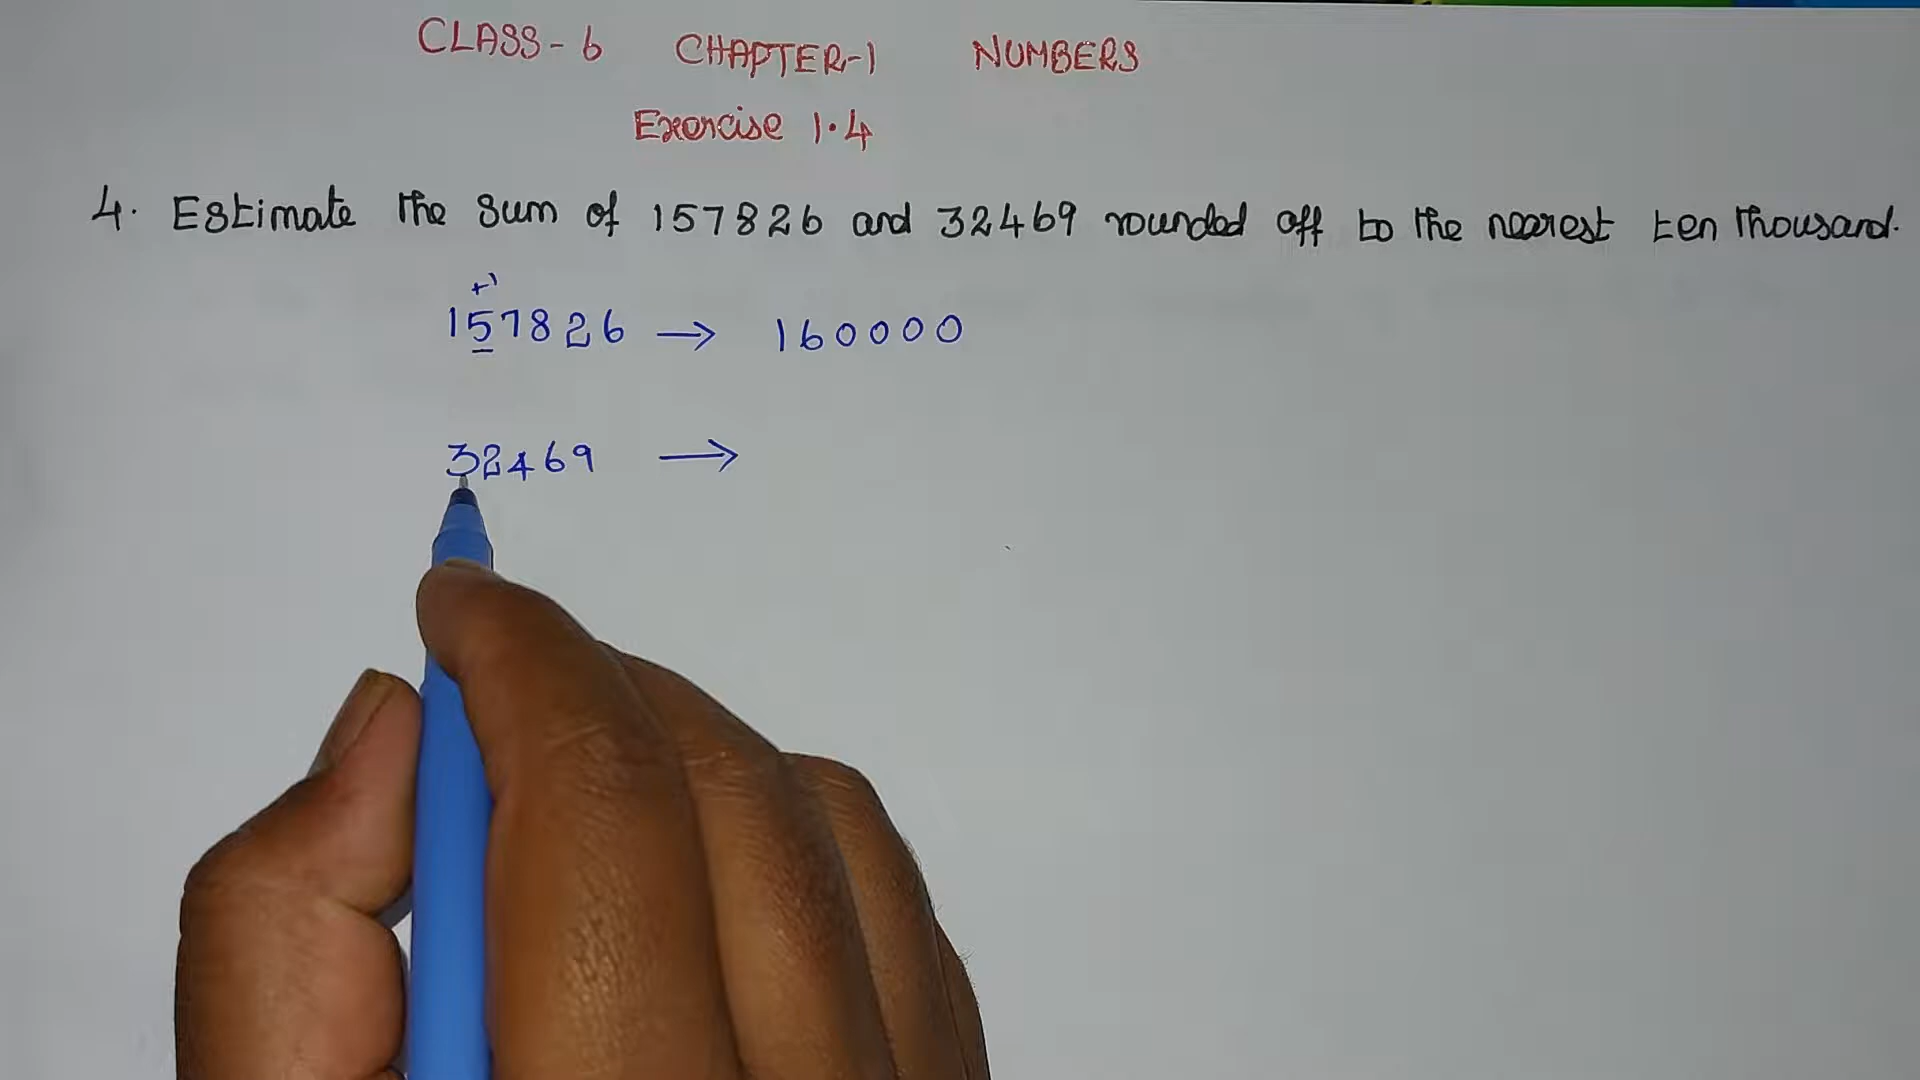 CLASS - 6 CHAPTER-1 NUMBERS
Exercise 1.4
4. Estimate the sum of 157826 and 32469 rounded off to the nearest ten thousand.
+1
157826 → 160000
32469 →